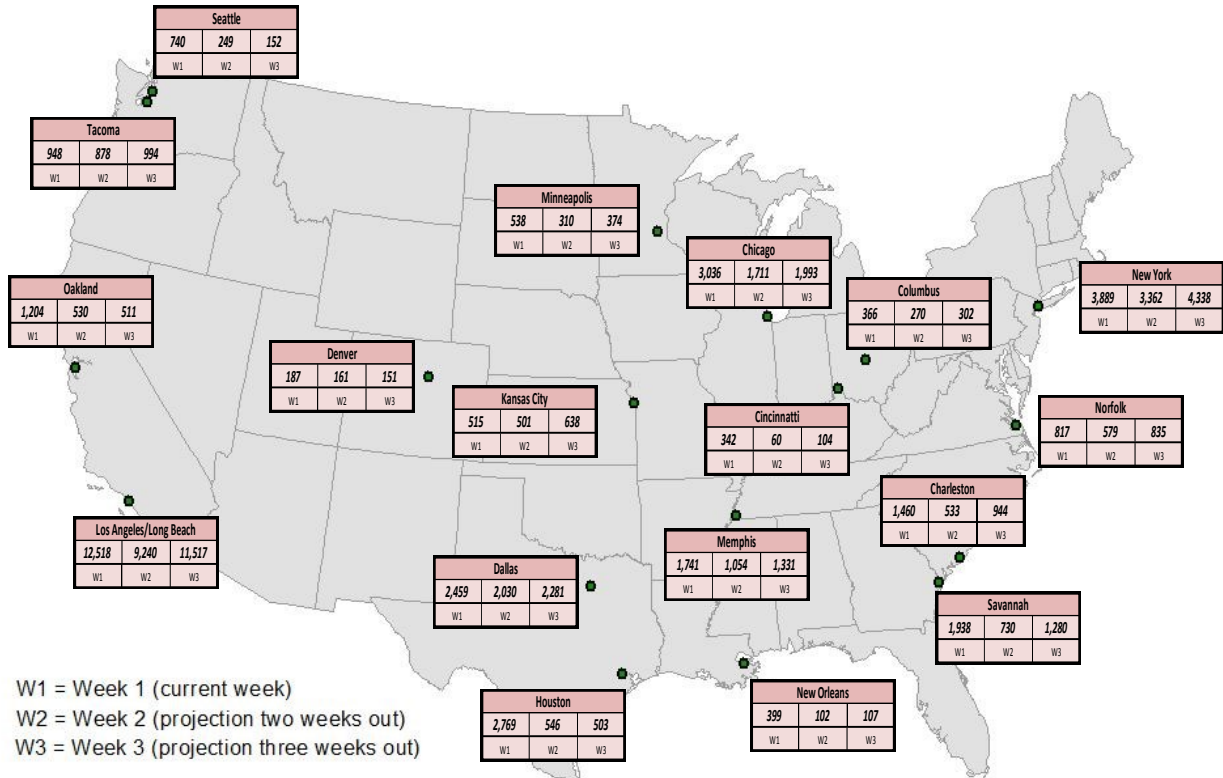 Seattle
740 249 152
W1 W2 W3
Tacoma
948 878 994
W1 W2 W3
Minneapolis
538 310 374
W1 W2 W3
Chicago
3,036 1,711 1,993
W1 W2 W3
New York
3,889 3,362 4,338
W1 W2 W3
Oakland
1,204 530 511
W1 W2 W3
Columbus
366 270 302
W1 W2 W3
Denver
187 161 151
W1 W2 W3
Kansas City
515 501 638
W1 W2 W3
Cincinnatti
342 60 104
W1 W2 W3
Norfolk
817 579 835
W1 W2 W3
Charleston
1,460 533 944
W1 W2 W3
Los Angeles/Long Beach
12,518 9,240 11,517
W1 W2 W3
Memphis
1,741 1,054 1,331
W1 W2 W3
Dallas
2,459 2,030 2,281
W1 W2 W3
Savannah
1,938 730 1,280
W1 W2 W3
New Orleans
399 102 107
W1 W2 W3
Houston
2,769 546 503
W1 W2 W3
W1 = Week 1 (current week)
W2 = Week 2 (projection two weeks out)
W3 = Week 3 (projection three weeks out)